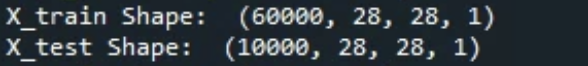 X_train Shape:  (60000, 28, 28, 1)
X_test Shape:  (10000, 28, 28, 1)